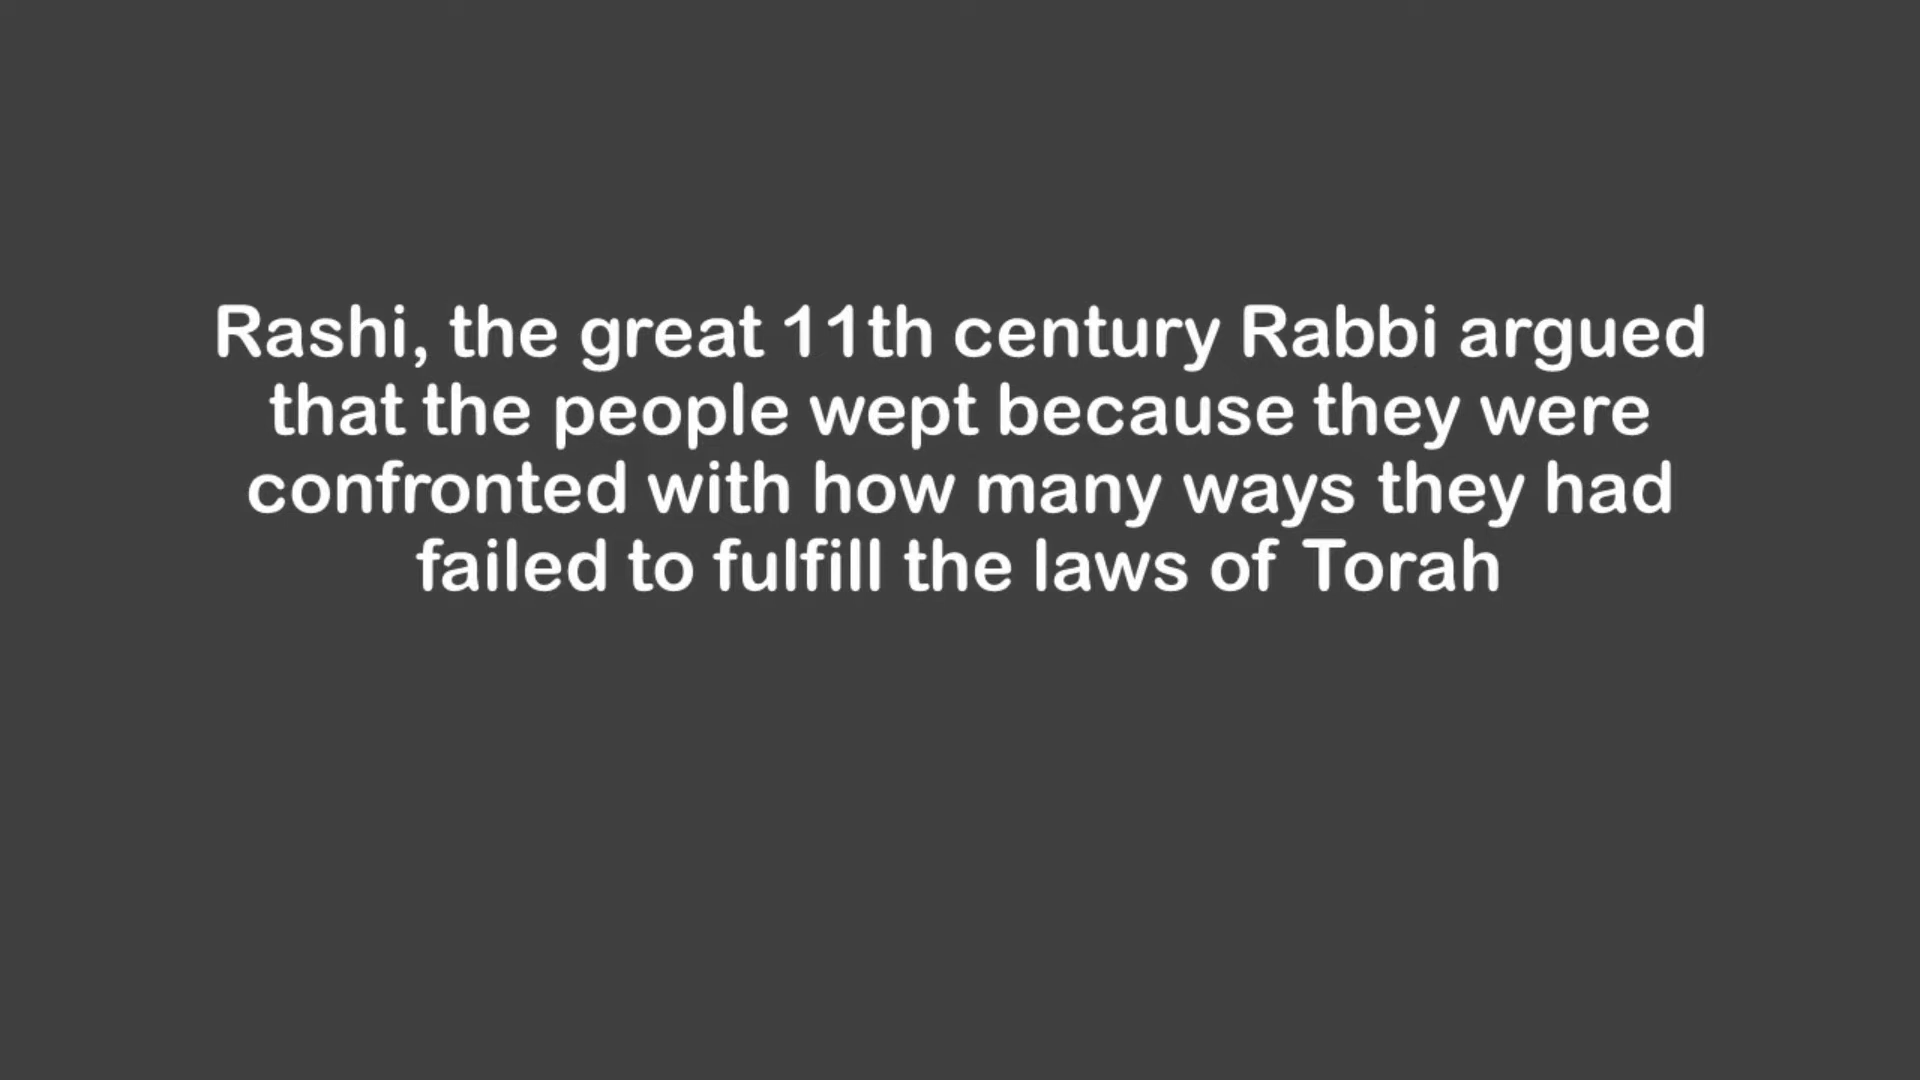 Rashi, the great 11th century Rabbi argued
that the people wept because they were
confronted with how many ways they had
failed to fulfill the laws of Torah